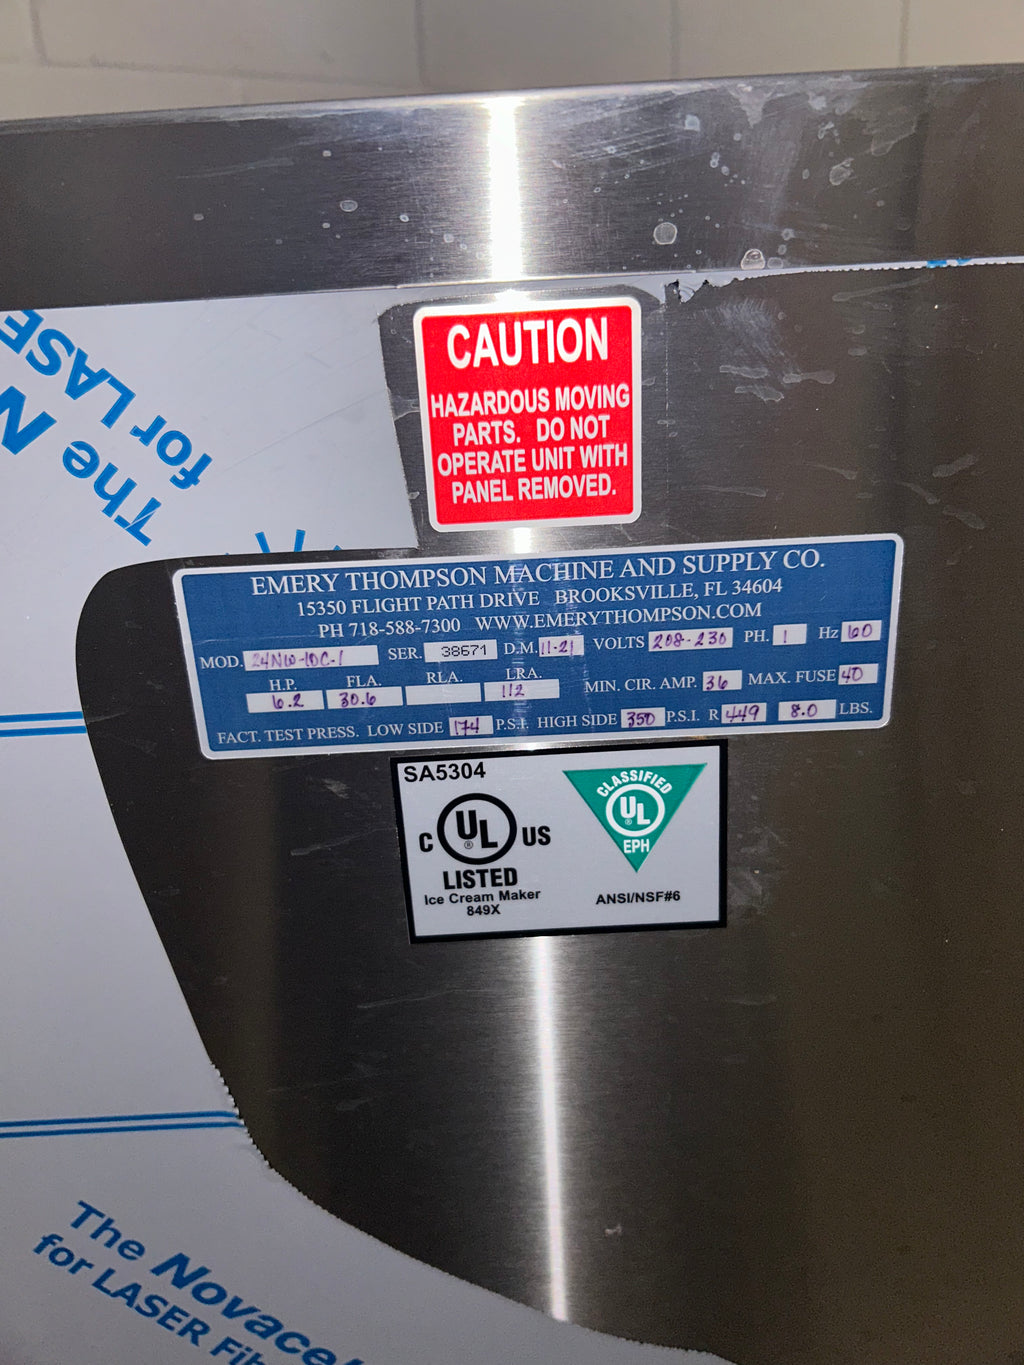 for LASE
The N
CAUTION
HAZARDOUS MOVING
PARTS. DO NOT
OPERATE UNIT WITH
PANEL REMOVED.
EMERY THOMPSON MACHINE AND SUPPLY CO.
15350 FLIGHT PATH DRIVE BROOKSVILLE, FL 34604
PH 718-588-7300 WWW.EMERYTHOMPSON.COM
MOD. 24NW-IOC-1 SER. 38671 D.M. 11-21 VOLTS 208-230 PH. 1 Hz 60
H.P. FLA. RLA. LRA.
6.2 30.6 112 MIN. CIR. AMP. 36 MAX. FUSE 40
FACT. TEST PRESS. LOW SIDE 174 P.S.I. HIGH SIDE 350 P.S.I. R 449 8.0 LBS.
SA5304
C UL ® US
LISTED
Ice Cream Maker
849X
CLASSIFIED
UL ®
EPH
ANSI/NSF#6
The Novace
for LASER Fib